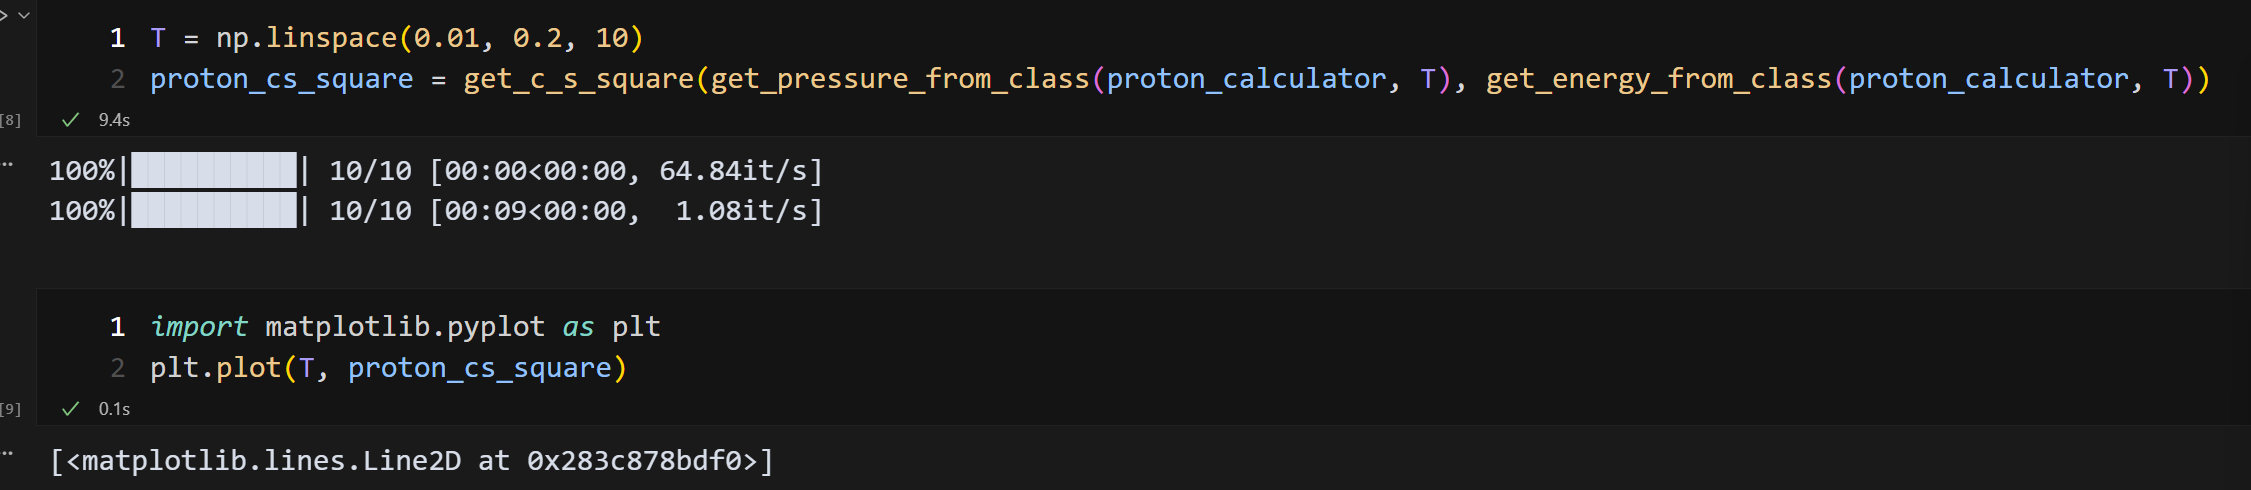 1 T = np.linspace(0.01, 0.2, 10)
2 proton_cs_square = get_c_s_square(get_pressure_from_class(proton_calculator, T), get_energy_from_class(proton_calculator, T))
[8] ✓ 9.4s
100%|██████████| 10/10 [00:00<00:00, 64.84it/s]
100%|██████████| 10/10 [00:09<00:00,  1.08it/s]
1 import matplotlib.pyplot as plt
2 plt.plot(T, proton_cs_square)
[9] ✓ 0.1s
[<matplotlib.lines.Line2D at 0x283c878bdf0>]